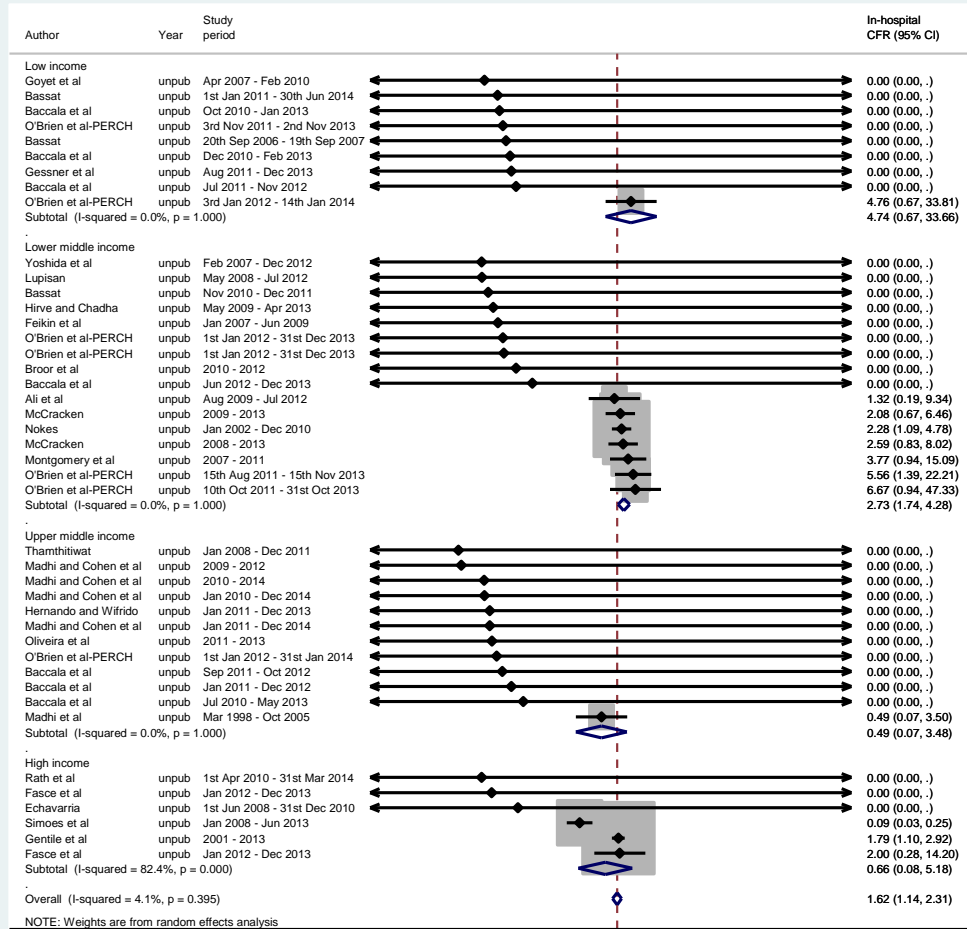 Study In-hospital
Author Year period CFR (95% CI)
Low income
Goyet et al unpub Apr 2007 - Feb 2010 0.00 (0.00, .)
Bassat unpub 1st Jan 2011 - 30th Jun 2014 0.00 (0.00, .)
Baccala et al unpub Oct 2010 - Jan 2013 0.00 (0.00, .)
O'Brien et al-PERCH unpub 3rd Nov 2011 - 2nd Nov 2013 0.00 (0.00, .)
Bassat unpub 20th Sep 2006 - 19th Sep 2007 0.00 (0.00, .)
Baccala et al unpub Dec 2010 - Feb 2013 0.00 (0.00, .)
Gessner et al unpub Aug 2011 - Dec 2013 0.00 (0.00, .)
Baccala et al unpub Jul 2011 - Nov 2012 0.00 (0.00, .)
O'Brien et al-PERCH unpub 3rd Jan 2012 - 14th Jan 2014 4.76 (0.67, 33.81)
Subtotal (I-squared = 0.0%, p = 1.000) 4.74 (0.67, 33.66)
.
Lower middle income
Yoshida et al unpub Feb 2007 - Dec 2012 0.00 (0.00, .)
Lupisan unpub May 2008 - Jul 2012 0.00 (0.00, .)
Bassat unpub Nov 2010 - Dec 2011 0.00 (0.00, .)
Hirve and Chadha unpub May 2009 - Apr 2013 0.00 (0.00, .)
Feikin et al unpub Jan 2007 - Jun 2009 0.00 (0.00, .)
O'Brien et al-PERCH unpub 1st Jan 2012 - 31st Dec 2013 0.00 (0.00, .)
O'Brien et al-PERCH unpub 1st Jan 2012 - 31st Dec 2013 0.00 (0.00, .)
Broor et al unpub 2010 - 2012 0.00 (0.00, .)
Baccala et al unpub Jun 2012 - Dec 2013 0.00 (0.00, .)
Ali et al unpub Aug 2009 - Jul 2012 1.32 (0.19, 9.34)
McCracken unpub 2009 - 2013 2.08 (0.67, 6.46)
Nokes unpub Jan 2002 - Dec 2010 2.28 (1.09, 4.78)
McCracken unpub 2008 - 2013 2.59 (0.83, 8.02)
Montgomery et al unpub 2007 - 2011 3.77 (0.94, 15.09)
O'Brien et al-PERCH unpub 15th Aug 2011 - 15th Nov 2013 5.56 (1.39, 22.21)
O'Brien et al-PERCH unpub 10th Oct 2011 - 31st Oct 2013 6.67 (0.94, 47.33)
Subtotal (I-squared = 0.0%, p = 1.000) 2.73 (1.74, 4.28)
.
Upper middle income
Thamthitiwat unpub Jan 2008 - Dec 2011 0.00 (0.00, .)
Madhi and Cohen et al unpub 2009 - 2012 0.00 (0.00, .)
Madhi and Cohen et al unpub 2010 - 2014 0.00 (0.00, .)
Madhi and Cohen et al unpub Jan 2010 - Dec 2014 0.00 (0.00, .)
Hernando and Wifrido unpub Jan 2011 - Dec 2013 0.00 (0.00, .)
Madhi and Cohen et al unpub Jan 2011 - Dec 2014 0.00 (0.00, .)
Oliveira et al unpub 2011 - 2013 0.00 (0.00, .)
O'Brien et al-PERCH unpub 1st Jan 2012 - 31st Jan 2014 0.00 (0.00, .)
Baccala et al unpub Sep 2011 - Oct 2012 0.00 (0.00, .)
Baccala et al unpub Jan 2011 - Dec 2012 0.00 (0.00, .)
Baccala et al unpub Jul 2010 - May 2013 0.00 (0.00, .)
Madhi et al unpub Mar 1998 - Oct 2005 0.49 (0.07, 3.50)
Subtotal (I-squared = 0.0%, p = 1.000) 0.49 (0.07, 3.48)
.
High income
Rath et al unpub 1st Apr 2010 - 31st Mar 2014 0.00 (0.00, .)
Fasce et al unpub Jan 2012 - Dec 2013 0.00 (0.00, .)
Echavarria unpub 1st Jun 2008 - 31st Dec 2010 0.00 (0.00, .)
Simoes et al unpub Jan 2008 - Jun 2013 0.09 (0.03, 0.25)
Gentile et al unpub 2001 - 2013 1.79 (1.10, 2.92)
Fasce et al unpub Jan 2012 - Dec 2013 2.00 (0.28, 14.20)
Subtotal (I-squared = 82.4%, p = 0.000) 0.66 (0.08, 5.18)
.
Overall (I-squared = 4.1%, p = 0.395) 1.62 (1.14, 2.31)
NOTE: Weights are from random effects analysis